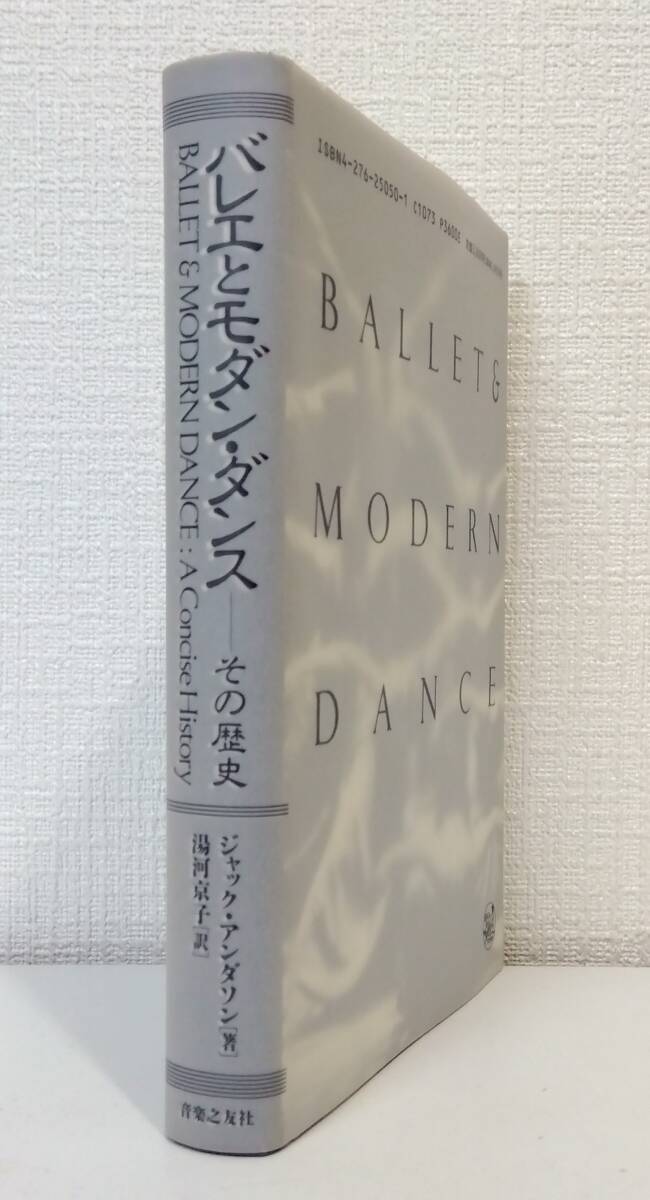 バレエとモダン・ダンス──その歴史
BALLET & MODERN DANCE : A Concise History
ジャック・アンダソン[著]
湯河京子[訳]
音楽之友社
ISBN4-276-25050-1 C1073 P3600E
BALLET &
MODERN
DANCE